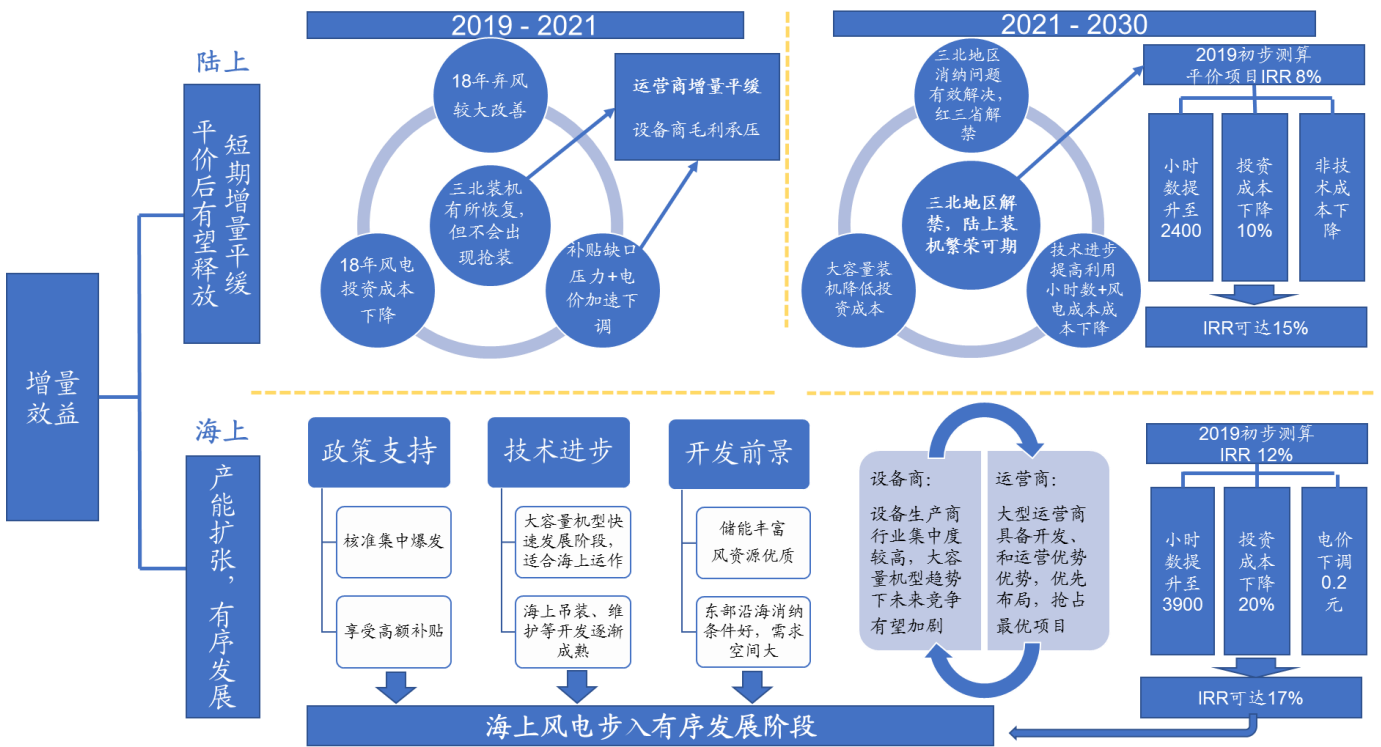 增量
效益
陆上
短期增量平缓
平价后有望释放
海上
产能扩张，有序发展
2019 - 2021
18年弃风
较大改善
三北装机
有所恢复，
但不会出
现抢装
18年风电
投资成本
下降
补贴缺口
压力+电
价加速下
调
运营商增量平缓
设备商毛利承压
2021 - 2030
三北地区
消纳问题
有效解决，
红三省解
禁
三北地区解
禁，陆上装
机繁荣可期
大容量装
机降低投
资成本
技术进步
提高利用
小时数+风
电成本成
本下降
2019初步测算
平价项目IRR 8%
小时
数提
升至
2400
投资
成本
下降
10%
非技
术成
本下
降
IRR可达15%
政策支持
核准集中爆发
享受高额补贴
技术进步
大容量机型快
速发展阶段，
适合海上运作
海上吊装、维
护等开发逐渐
成熟
开发前景
储能丰富
风资源优质
东部沿海消纳
条件好，需求
空间大
设备商：
设备生产商
行业集中度
较高，大容
量机型趋势
下未来竞争
有望加剧
运营商：
大型运营商
具备开发、
和运营优势
优势，优先
布局，抢占
最优项目
2019初步测算
IRR 12%
小时
数提
升至
3900
投资
成本
下降
20%
电价
下调
0.2
元
IRR可达17%
海上风电步入有序发展阶段